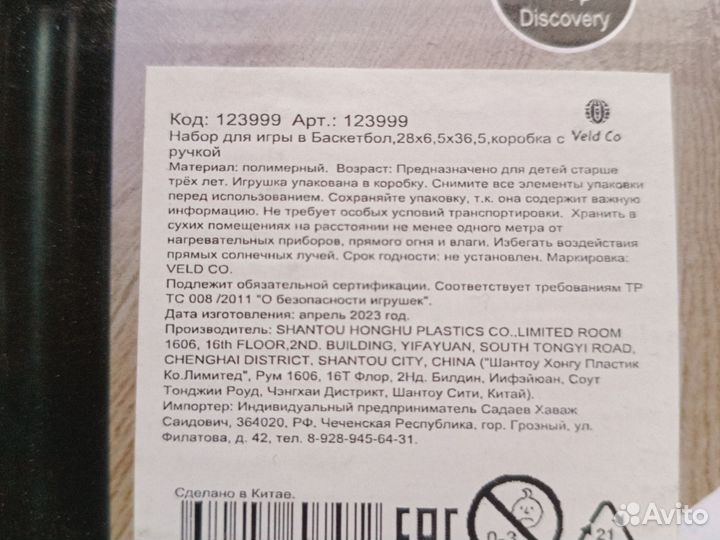 Discovery
Код: 123999 Арт.: 123999
Набор для игры в Баскетбол,28х6,5х36,5,коробка с
ручкой
Veld Co
Материал: полимерный. Возраст: Предназначено для детей старше
трёх лет. Игрушка упакована в коробку. Снимите все элементы упаковки
перед использованием. Сохраняйте упаковку, т.к. она содержит важную
информацию. Не требует особых условий транспортировки. Хранить в
сухих помещениях на расстоянии не менее одного метра от
нагревательных приборов, прямого огня и влаги. Избегать воздействия
прямых солнечных лучей. Срок годности: не установлен. Маркировка:
VELD CO.
Подлежит обязательной сертификации. Соответствует требованиям ТР
ТС 008 /2011 "О безопасности игрушек".
Дата изготовления: апрель 2023 год.
Производитель: SHANTOU HONGHU PLASTICS CO.,LIMITED ROOM
1606, 16th FLOOR,2ND. BUILDING, YIFAYUAN, SOUTH TONGYI ROAD,
CHENGHAI DISTRICT, SHANTOU CITY, CHINA ("Шантоу Хонгу Пластик
Ко.Лимитед", Рум 1606, 16Т Флор, 2Нд. Билдин, Иифэйюан, Соут
Тонджии Роуд, Чэнгхаи Дистрикт, Шантоу Сити, Китай).
Импортер: Индивидуальный предприниматель Садаев Хаваж
Саидович, 364020, РФ. Чеченская Республика, гор. Грозный, ул.
Филатова, д. 42, тел. 8-928-945-64-31.
Сделано в Китае.
EAC
0-3
21
Avito